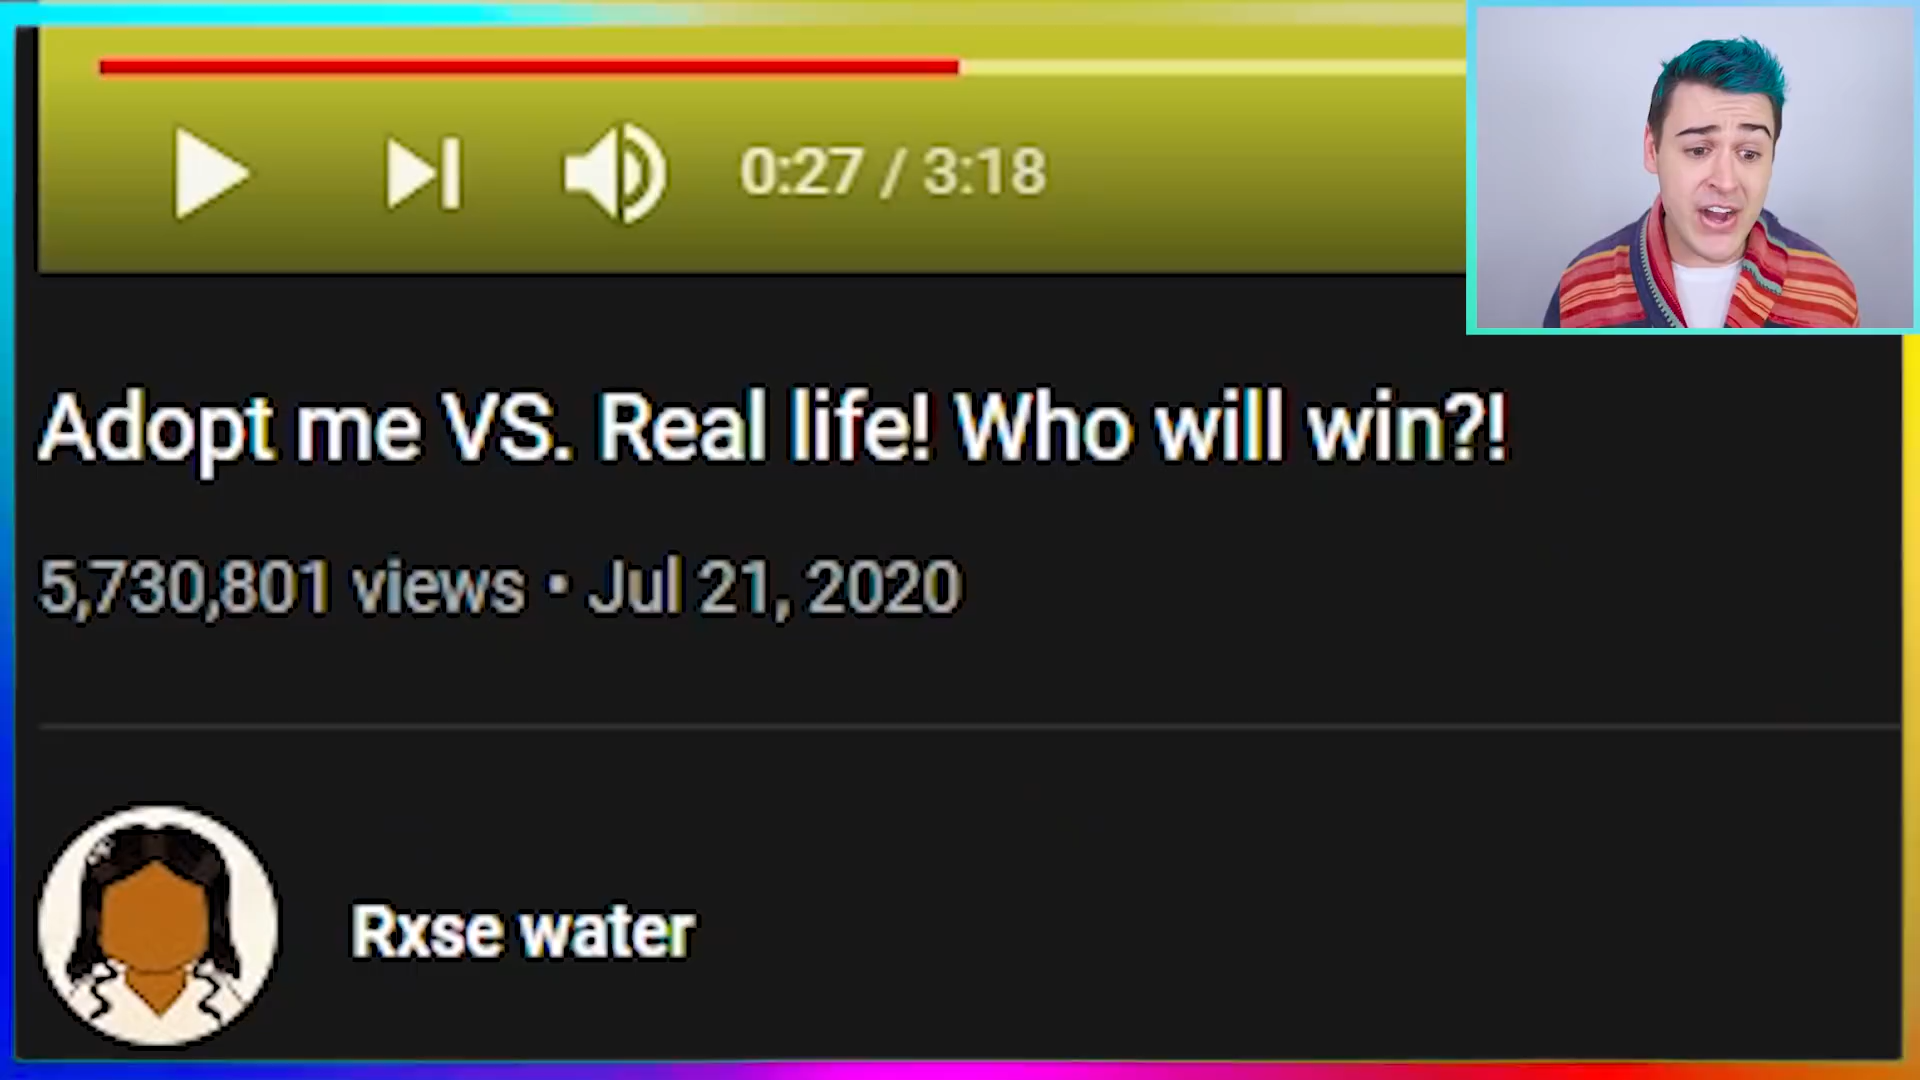 0:27 / 3:18
Adopt me VS. Real life! Who will win?!
5,730,801 views • Jul 21, 2020
Rxse water